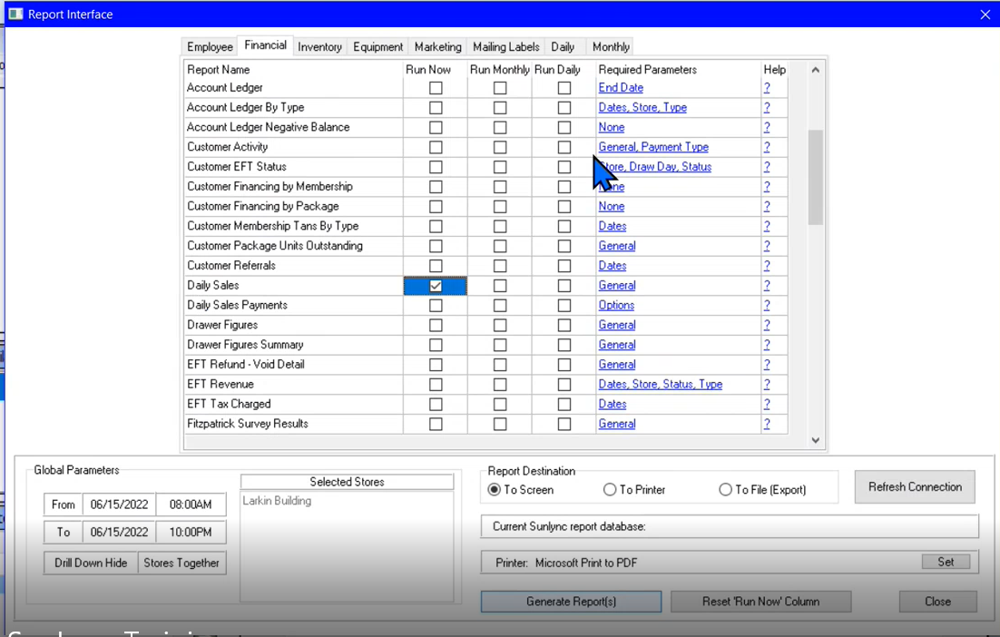 Report Interface
Employee Financial Inventory Equipment Marketing Mailing Labels Daily Monthly
Report Name Run Now Run Monthly Run Daily Required Parameters Help
Account Ledger End Date ?
Account Ledger By Type Dates, Store, Type ?
Account Ledger Negative Balance None ?
Customer Activity General, Payment Type ?
Customer EFT Status Store, Draw Day, Status ?
Customer Financing by Membership None ?
Customer Financing by Package None ?
Customer Membership Tans By Type Dates ?
Customer Package Units Outstanding General ?
Customer Referrals Dates ?
Daily Sales General ?
Daily Sales Payments Options ?
Drawer Figures General ?
Drawer Figures Summary General ?
EFT Refund - Void Detail General ?
EFT Revenue Dates, Store, Status, Type ?
EFT Tax Charged Dates ?
Fitzpatrick Survey Results General ?
Global Parameters
From 06/15/2022 08:00AM
To 06/15/2022 10:00PM
Drill Down Hide Stores Together
Selected Stores
Larkin Building
Report Destination
To Screen To Printer To File (Export)
Refresh Connection
Current Sunlync report database:
Printer: Microsoft Print to PDF Set
Generate Report(s) Reset 'Run Now' Column Close